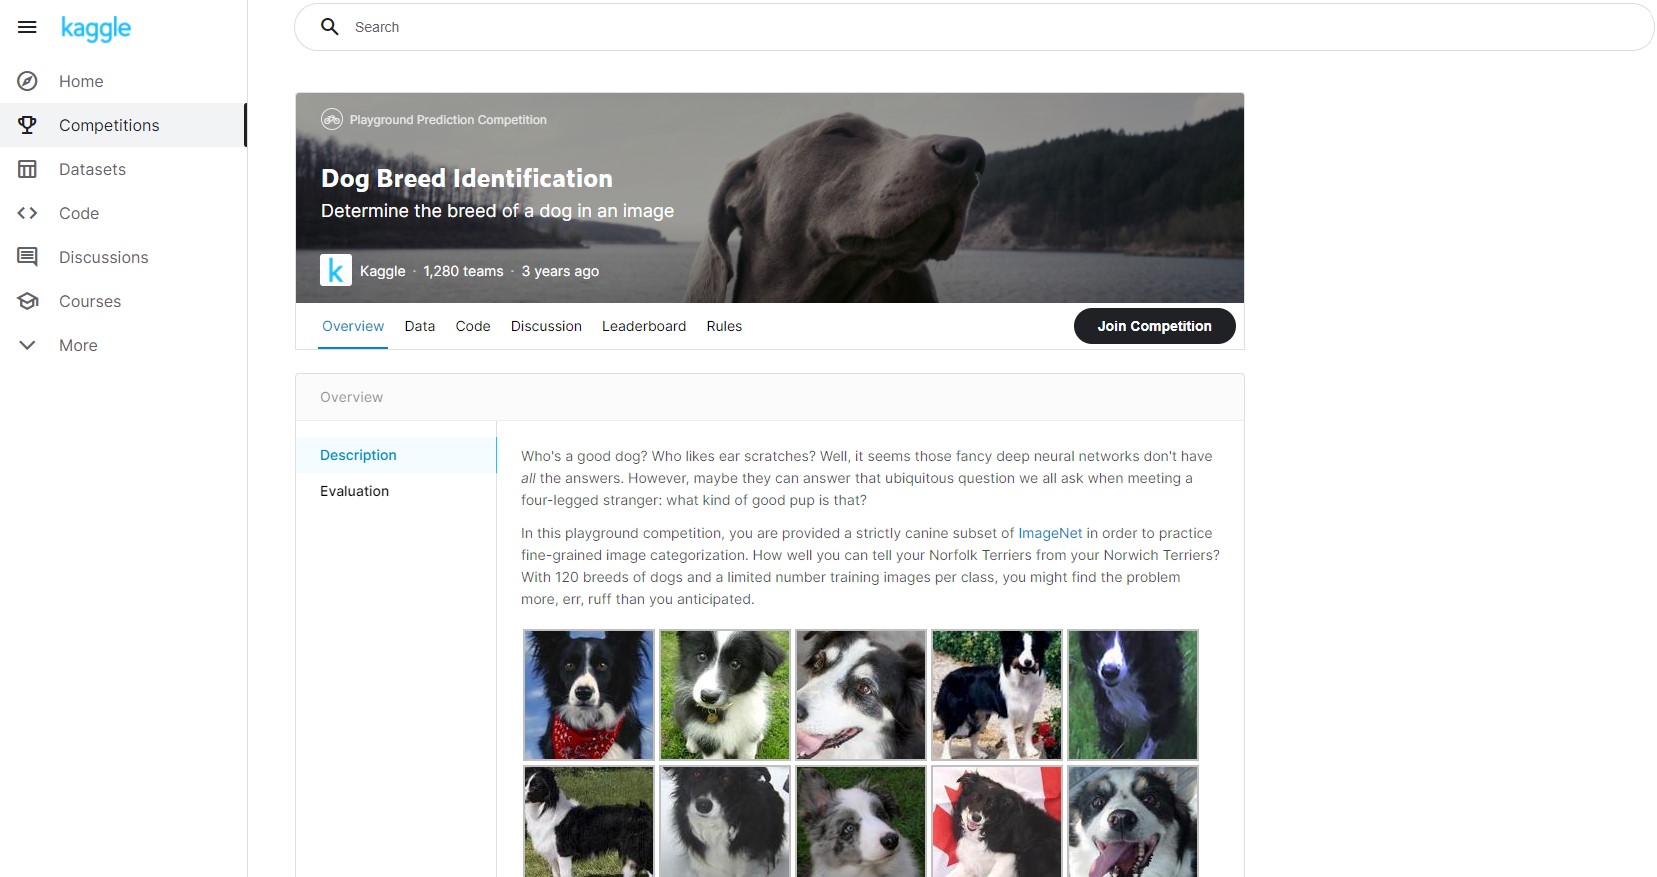 kaggle
Search
Home
Competitions
Datasets
Code
Discussions
Courses
More
Playground Prediction Competition
Dog Breed Identification
Determine the breed of a dog in an image
k Kaggle · 1,280 teams · 3 years ago
Overview Data Code Discussion Leaderboard Rules Join Competition
Overview
Description
Evaluation
Who's a good dog? Who likes ear scratches? Well, it seems those fancy deep neural networks don't have
all the answers. However, maybe they can answer that ubiquitous question we all ask when meeting a
four-legged stranger: what kind of good pup is that?
In this playground competition, you are provided a strictly canine subset of ImageNet in order to practice
fine-grained image categorization. How well you can tell your Norfolk Terriers from your Norwich Terriers?
With 120 breeds of dogs and a limited number training images per class, you might find the problem
more, err, ruff than you anticipated.